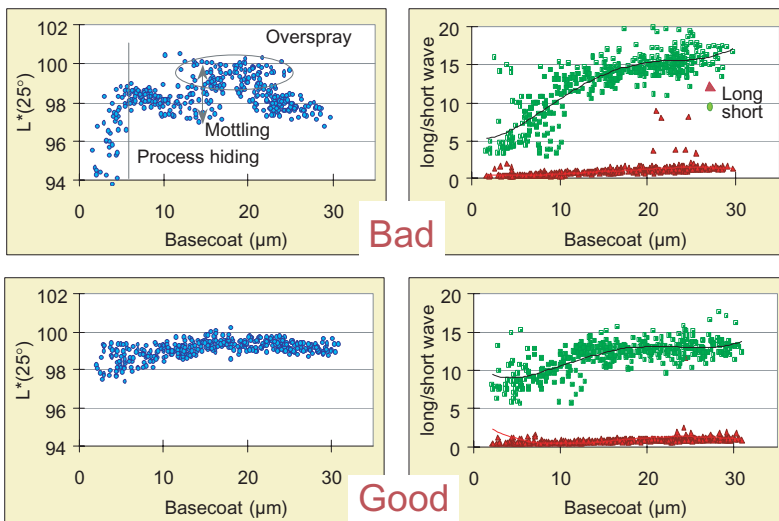 102
100
98
96
94
L*(25°)
Overspray
Mottling
Process hiding
0
10
20
30
Basecoat (µm)
20
15
10
5
0
long/short wave
Long
short
0
10
20
30
Basecoat (µm)
Bad
102
100
98
96
94
L*(25°)
0
10
20
30
Basecoat (µm)
20
15
10
5
0
long/short wave
0
10
20
30
Basecoat (µm)
Good